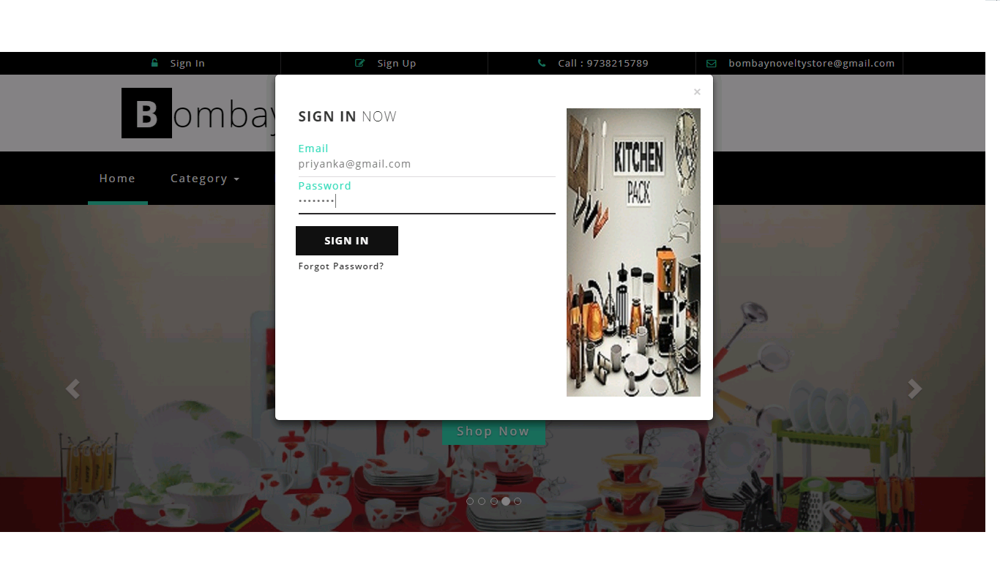 Sign In
Sign Up
Call : 9738215789
bombaynoveltystore@gmail.com
Bombay
Home
Category
×
SIGN IN NOW
Email
priyanka@gmail.com
Password
••••••••
SIGN IN
Forgot Password?
KITCHEN
PACK
Shop Now